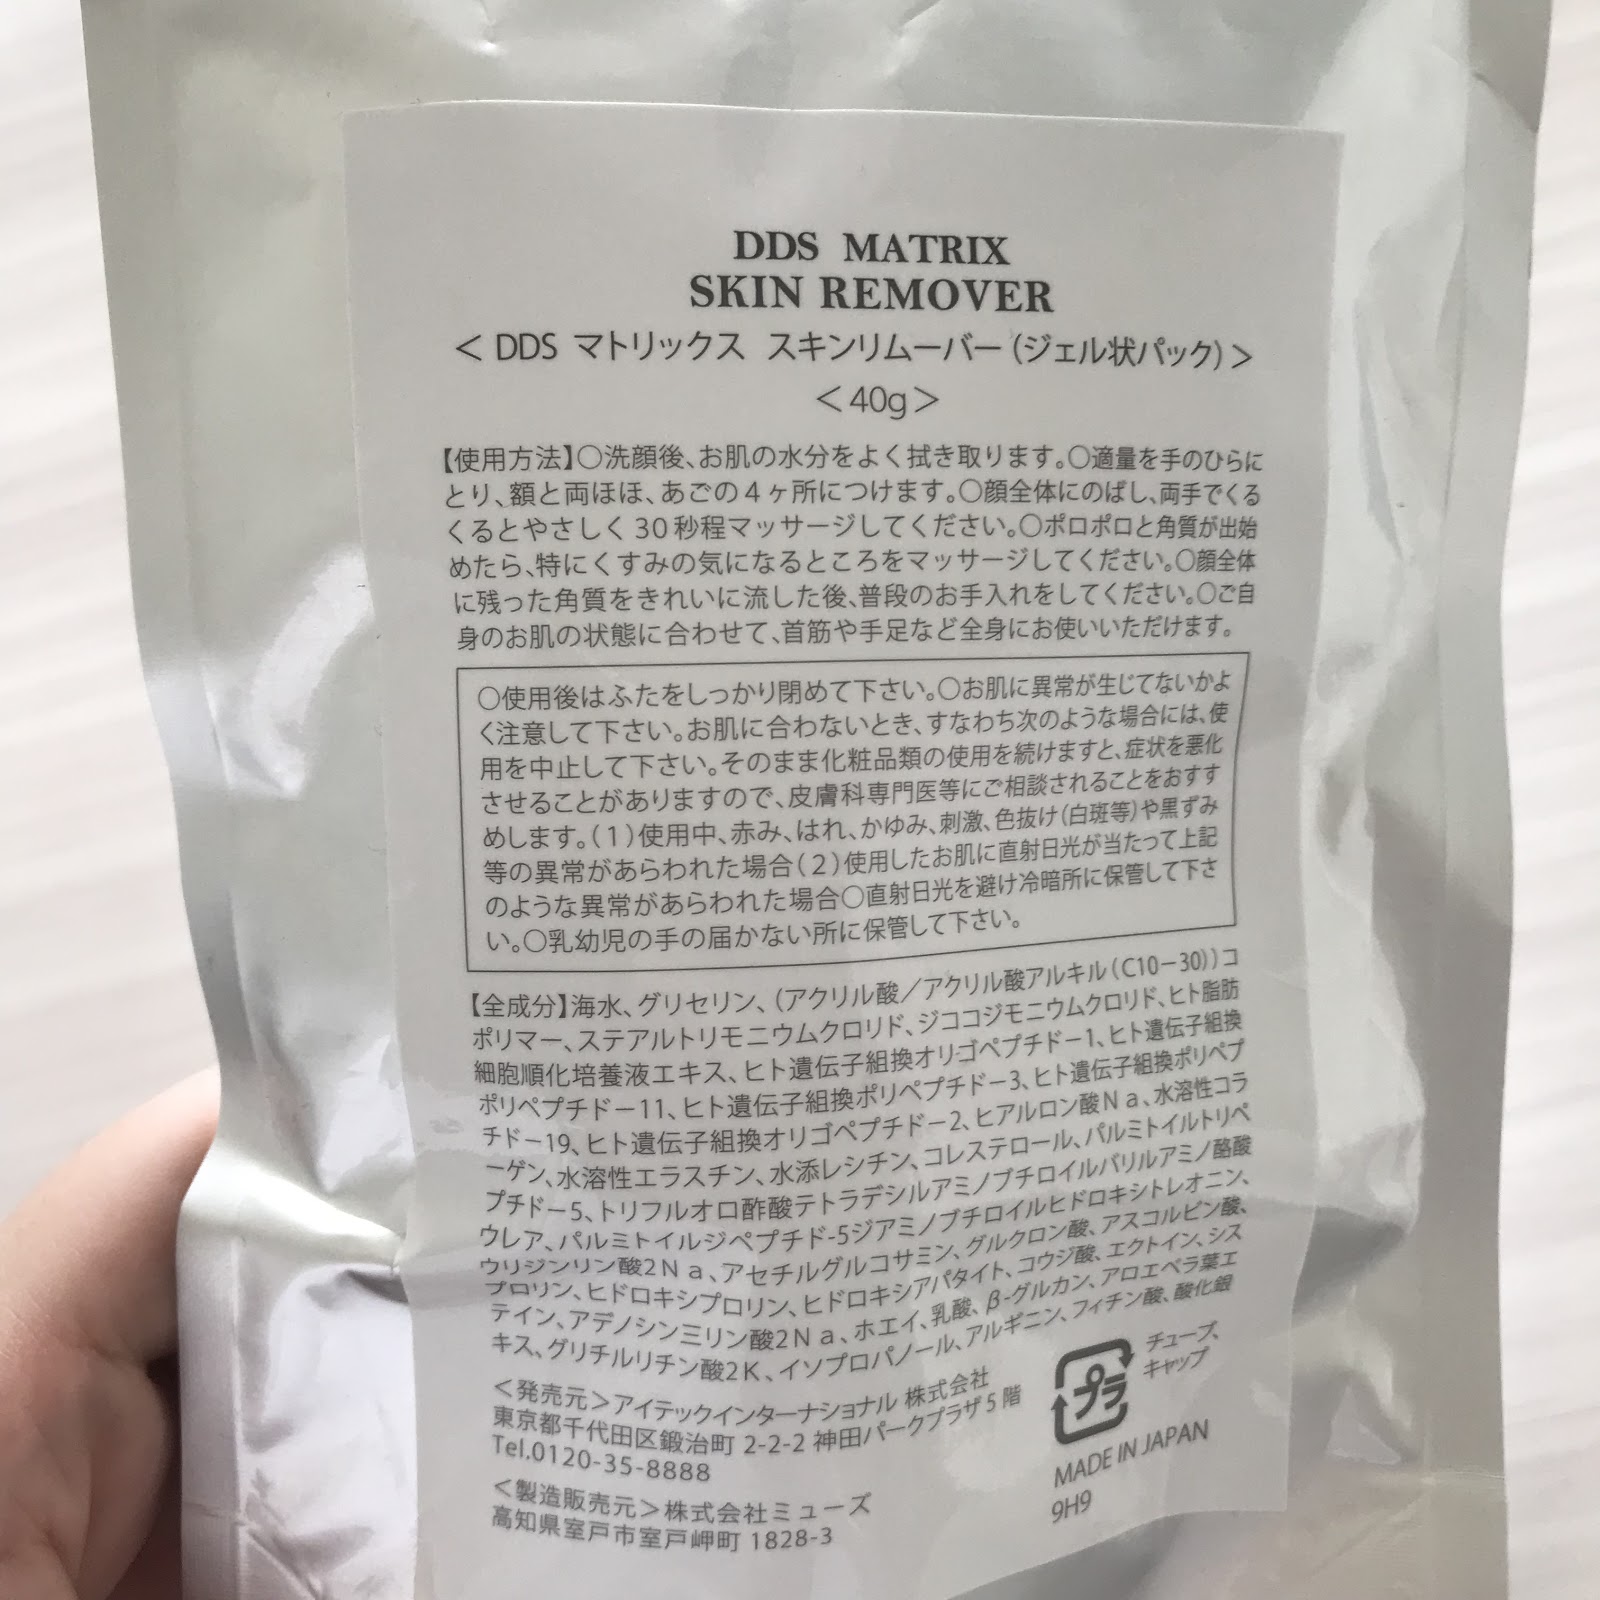 DDS MATRIX
SKIN REMOVER
＜ DDS マトリックス スキンリムーバー（ジェル状パック）＞
＜40g＞
【使用方法】○洗顔後、お肌の水分をよく拭き取ります。○適量を手のひらに
とり、額と両ほほ、あごの４ヶ所につけます。○顔全体にのばし、両手でくる
くるとやさしく30秒程マッサージしてください。○ポロポロと角質が出始
めたら、特にくすみの気になるところをマッサージしてください。○顔全体
に残った角質をきれいに流した後、普段のお手入れをしてください。○ご自
身のお肌の状態に合わせて、首筋や手足など全身にお使いいただけます。
○使用後はふたをしっかり閉めて下さい。○お肌に異常が生じてないかよ
く注意して下さい。お肌に合わないとき、すなわち次のような場合には、使
用を中止して下さい。そのまま化粧品類の使用を続けますと、症状を悪化
させることがありますので、皮膚科専門医等にご相談されることをおすす
めします。（1）使用中、赤み、はれ、かゆみ、刺激、色抜け（白斑等）や黒ずみ
等の異常があらわれた場合（2）使用したお肌に直射日光が当たって上記
のような異常があらわれた場合○直射日光を避け冷暗所に保管して下さ
い。○乳幼児の手の届かない所に保管して下さい。
【全成分】海水、グリセリン、（アクリル酸／アクリル酸アルキル（C10－30））コ
ポリマー、ステアルトリモニウムクロリド、ジココジモニウムクロリド、ヒト脂肪
細胞順化培養液エキス、ヒト遺伝子組換オリゴペプチドー1、ヒト遺伝子組換
ポリペプチドー11、ヒト遺伝子組換ポリペプチドー3、ヒト遺伝子組換ポリペプ
チドー19、ヒト遺伝子組換オリゴペプチドー2、ヒアルロン酸Ｎａ、水溶性コラ
ーゲン、水溶性エラスチン、水添レシチン、コレステロール、パルミトイルトリペ
プチドー5、トリフルオロ酢酸テトラデシルアミノブチロイルバリルアミノ酪酸
ウレア、パルミトイルジペプチド-5ジアミノブチロイルヒドロキシトレオニン、
ウリジンリン酸2Ｎａ、アセチルグルコサミン、グルクロン酸、アスコルビン酸、
プロリン、ヒドロキシプロリン、ヒドロキシアパタイト、コウジ酸、エクトイン、シス
テイン、アデノシン三リン酸2Ｎａ、ホエイ、乳酸、β-グルカン、アロエベラ葉エ
キス、グリチルリチン酸2Ｋ、イソプロパノール、アルギニン、フィチン酸、酸化銀
＜発売元＞アイテックインターナショナル 株式会社
東京都千代田区鍛治町 2-2-2 神田パークプラザ 5 階
Tel.0120-35-8888
＜製造販売元＞株式会社ミューズ
高知県室戸市室戸岬町 1828-3
プラ
チューブ、
キャップ
MADE IN JAPAN
9H9